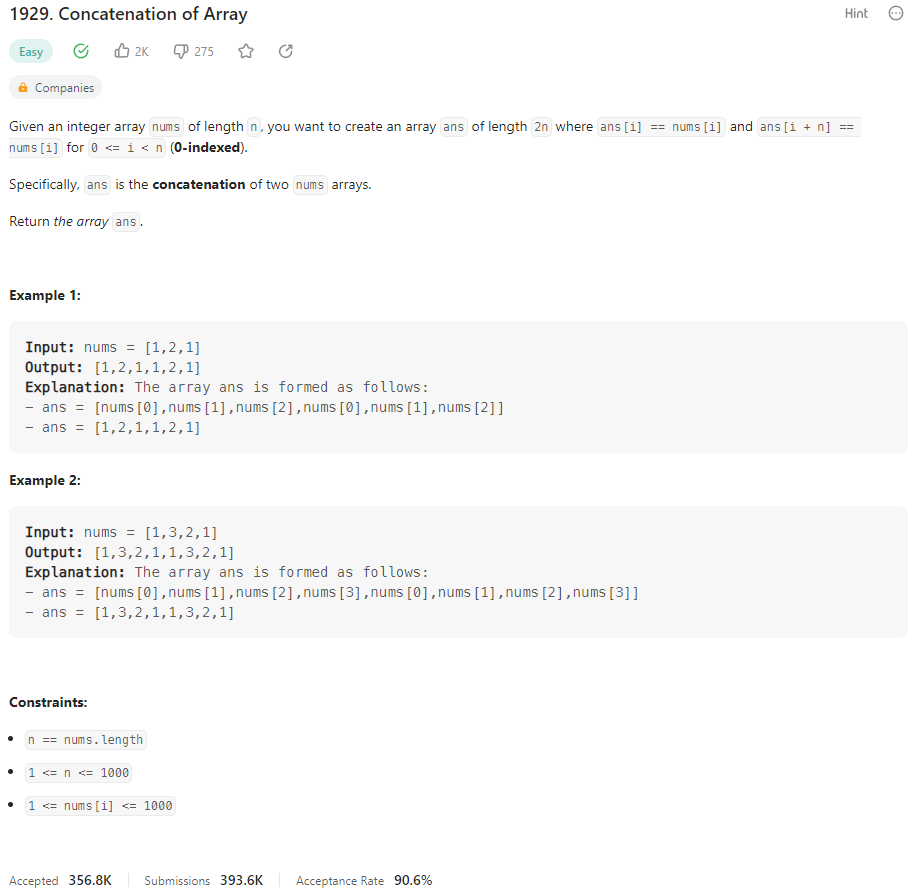 1929. Concatenation of Array
Hint
Easy 2K 275
Companies
Given an integer array nums of length n, you want to create an array ans of length 2n where ans[i] == nums[i] and ans[i + n] ==
nums[i] for 0 <= i < n (0-indexed).
Specifically, ans is the concatenation of two nums arrays.
Return the array ans.
Example 1:
Input: nums = [1,2,1]
Output: [1,2,1,1,2,1]
Explanation: The array ans is formed as follows:
- ans = [nums[0],nums[1],nums[2],nums[0],nums[1],nums[2]]
- ans = [1,2,1,1,2,1]
Example 2:
Input: nums = [1,3,2,1]
Output: [1,3,2,1,1,3,2,1]
Explanation: The array ans is formed as follows:
- ans = [nums[0],nums[1],nums[2],nums[3],nums[0],nums[1],nums[2],nums[3]]
- ans = [1,3,2,1,1,3,2,1]
Constraints:
• n == nums.length
• 1 <= n <= 1000
• 1 <= nums[i] <= 1000
Accepted 356.8K Submissions 393.6K Acceptance Rate 90.6%